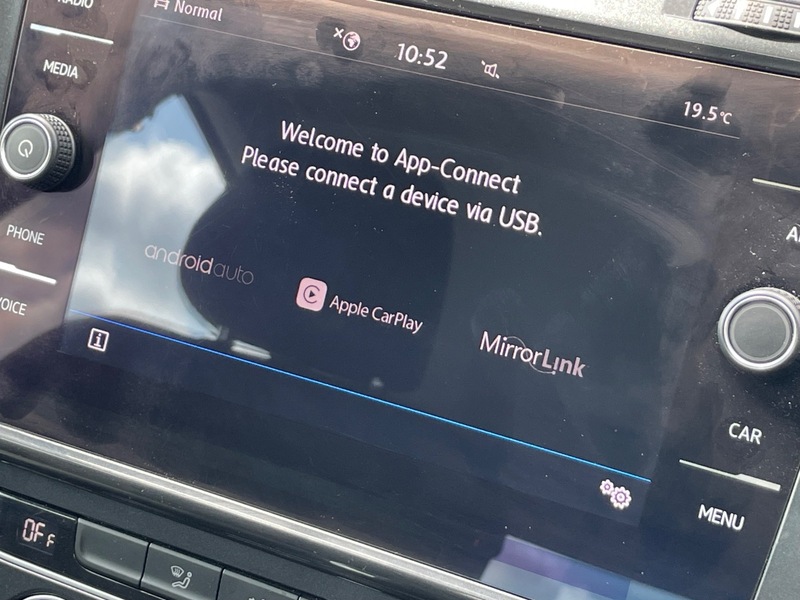 RADIO
Normal
10:52
19.5°C
MEDIA
Welcome to App-Connect
Please connect a device via USB.
PHONE
VOICE
androidauto
Apple CarPlay
MirrorLink
i
CAR
MENU
OFF